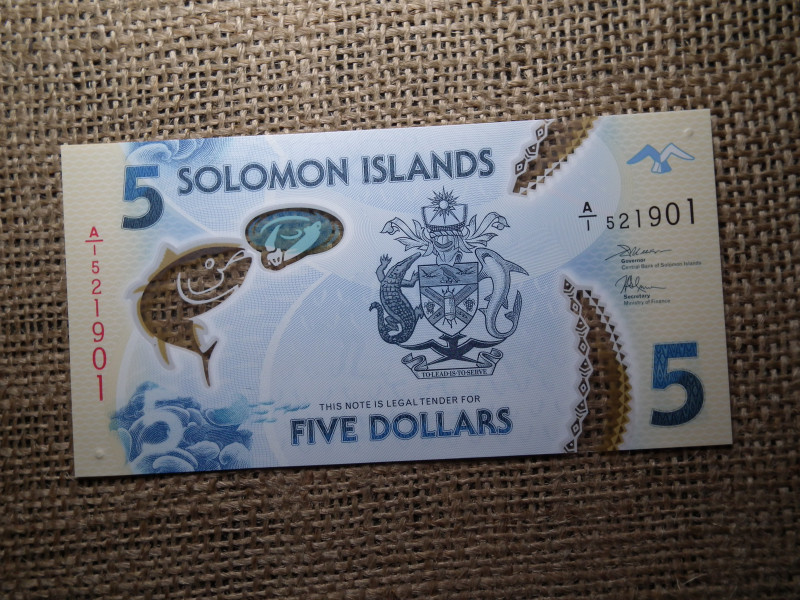 5
SOLOMON ISLANDS
A/1 521901
A/1 521901
Governor
Central Bank of Solomon Islands
Secretary
Ministry of Finance
TO·LEAD·IS·TO·SERVE
5
THIS NOTE IS LEGAL TENDER FOR
FIVE DOLLARS
5